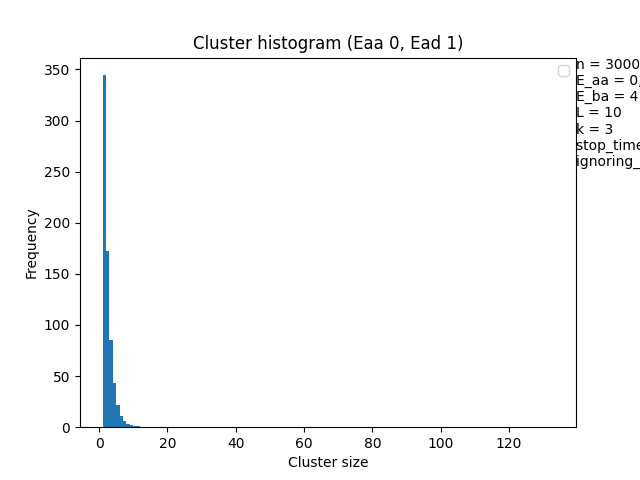 Cluster histogram (Eaa 0, Ead 1)
n = 3000
E_aa = 0,
E_ba = 4
L = 10
k = 3
stop_time
ignoring_
350
300
250
200
150
100
50
0
Frequency
0 20 40 60 80 100 120
Cluster size